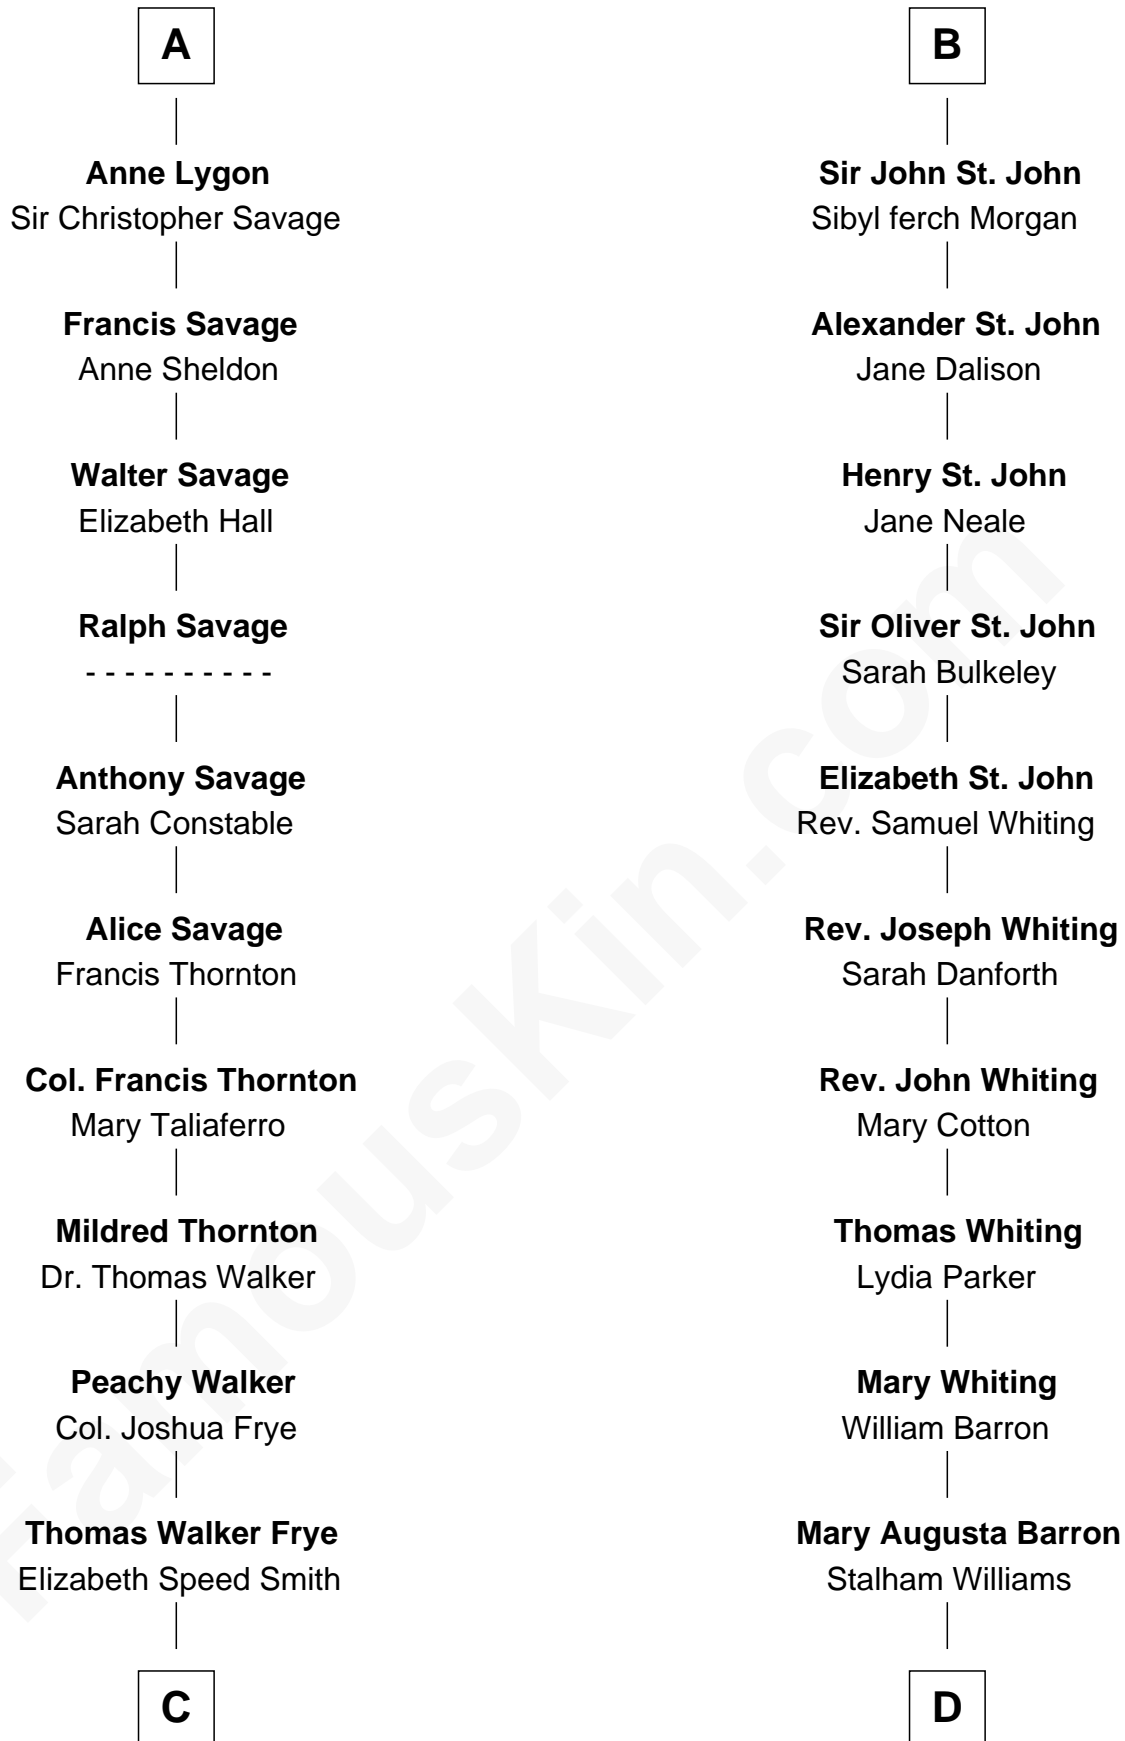 A
Anne Lygon
Sir Christopher Savage
Francis Savage
Anne Sheldon
Walter Savage
Elizabeth Hall
Ralph Savage
- - - - - - - - - -
Anthony Savage
Sarah Constable
Alice Savage
Francis Thornton
Col. Francis Thornton
Mary Taliaferro
Mildred Thornton
Dr. Thomas Walker
Peachy Walker
Col. Joshua Frye
Thomas Walker Frye
Elizabeth Speed Smith
C
B
Sir John St. John
Sibyl ferch Morgan
Alexander St. John
Jane Dalison
Henry St. John
Jane Neale
Sir Oliver St. John
Sarah Bulkeley
Elizabeth St. John
Rev. Samuel Whiting
Rev. Joseph Whiting
Sarah Danforth
Rev. John Whiting
Mary Cotton
Thomas Whiting
Lydia Parker
Mary Whiting
William Barron
Mary Augusta Barron
Stalham Williams
D
FamousKin.com